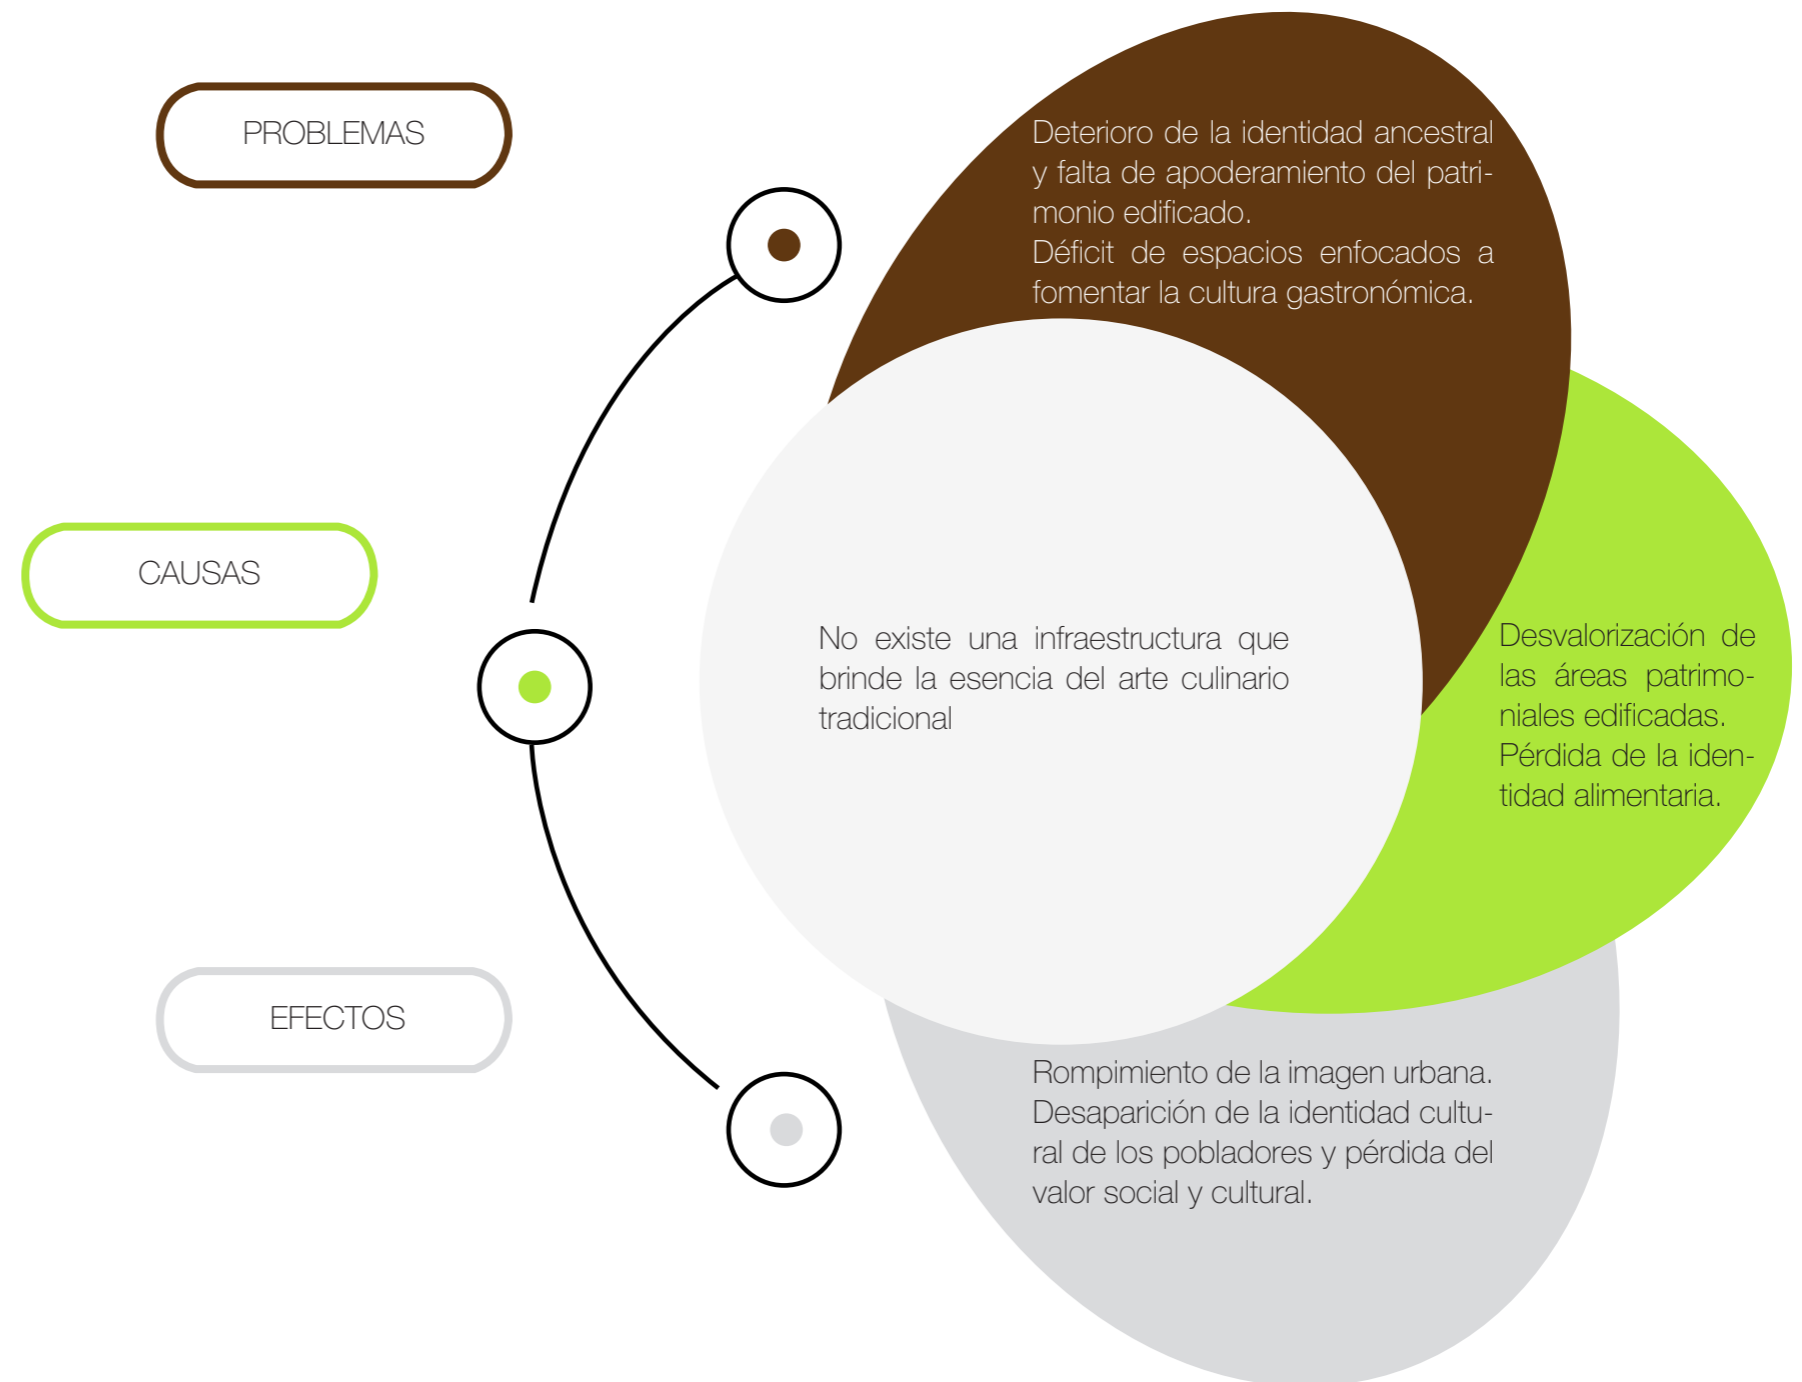 PROBLEMAS
Deterioro de la identidad ancestral
y falta de apoderamiento del patri-
monio edificado.
Déficit de espacios enfocados a
fomentar la cultura gastronómica.
CAUSAS
No existe una infraestructura que
brinde la esencia del arte culinario
tradicional
Desvalorización de
las áreas patrimo-
niales edificadas.
Pérdida de la iden-
tidad alimentaria.
EFECTOS
Rompimiento de la imagen urbana.
Desaparición de la identidad cultu-
ral de los pobladores y pérdida del
valor social y cultural.